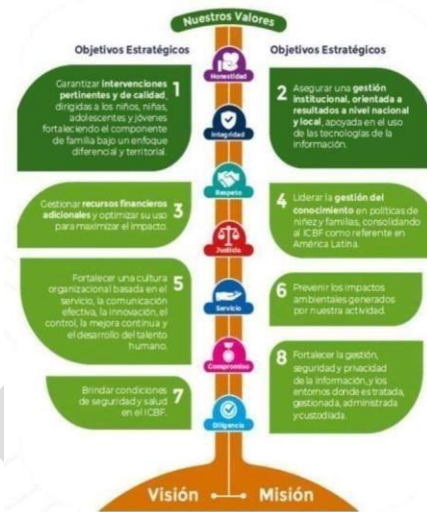 Nuestros Valores
Objetivos Estratégicos
Objetivos Estratégicos
Honestidad
Garantizar intervenciones
pertinentes y de calidad,
dirigidas a los niños, niñas,
adolescentes y jóvenes
fortaleciendo el componente
de familia bajo un enfoque
diferencial y territorial.
1
2
Asegurar una gestión
institucional, orientada a
resultados a nivel nacional
y local, apoyada en el uso
de las tecnologías de la
información.
Integridad
Respeto
Gestionar recursos financieros
adicionales y optimizar su uso
para maximizar el impacto.
3
4
Liderar la gestión del
conocimiento en políticas de
niñez y familias, consolidando
al ICBF como referente en
América Latina.
Justicia
Fortalecer una cultura
organizacional basada en el
servicio, la comunicación
efectiva, la innovación, el
control, la mejora continua y
el desarrollo del talento
humano.
5
6
Prevenir los impactos
ambientales generados
por nuestra actividad.
Servicio
Compromiso
Brindar condiciones
de seguridad y salud
en el ICBF.
7
8
Fortalecer la gestión,
seguridad y privacidad
de la información, y los
entornos donde es tratada,
gestionada, administrada
y custodiada.
Diligencia
Visión
Misión